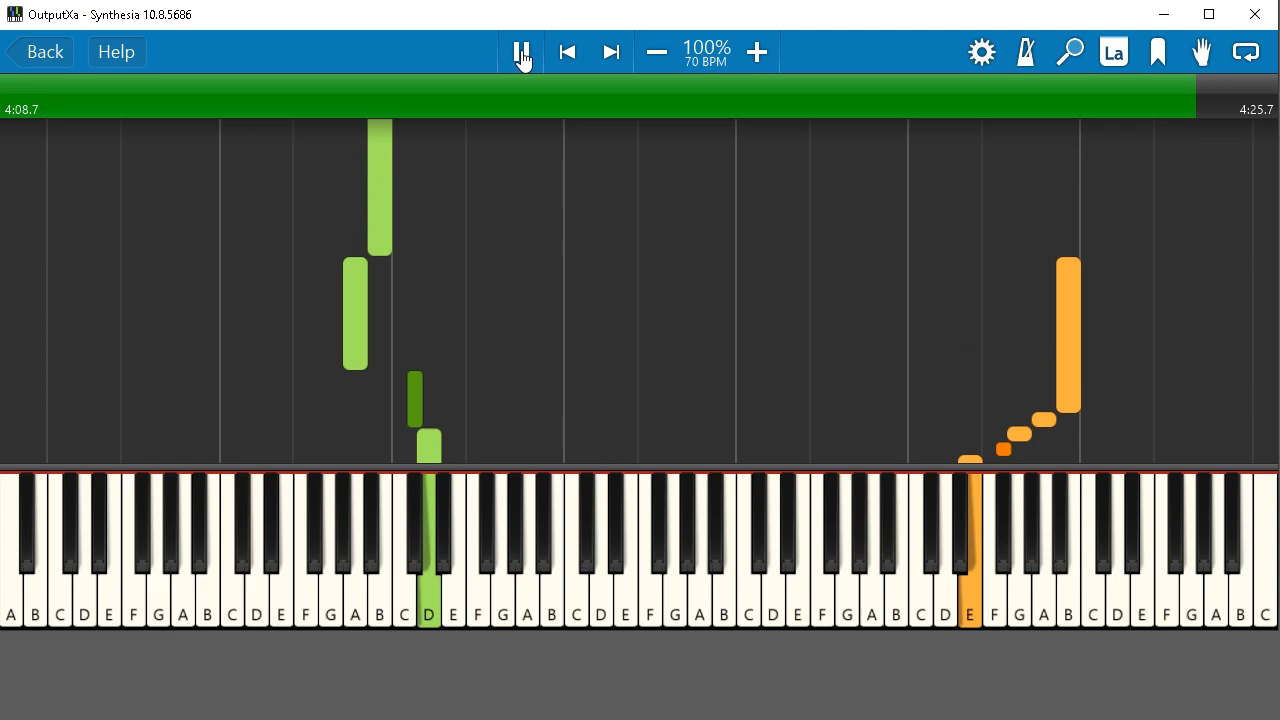 OutputXa - Synthesia 10.8.5686
Back Help 100% La
70 BPM
4:08.7 4:25.7
A B C D E F G A B C D E F G A B C D E F G A B C D E F G A B C D E F G A B C D E F G A B C D E F G A B C